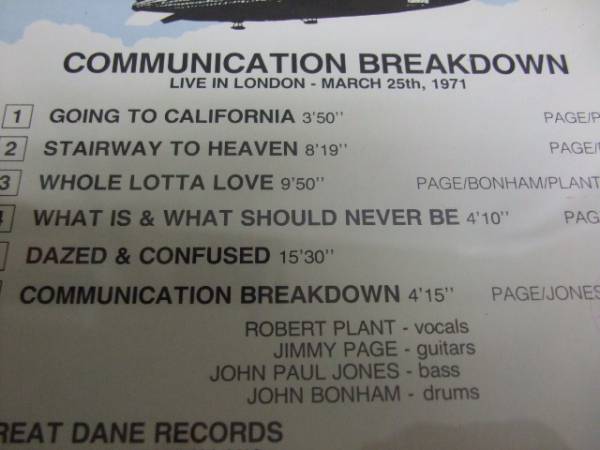 COMMUNICATION BREAKDOWN
LIVE IN LONDON - MARCH 25th, 1971
1 GOING TO CALIFORNIA 3'50'' PAGE/P
2 STAIRWAY TO HEAVEN 8'19'' PAGE/
3 WHOLE LOTTA LOVE 9'50'' PAGE/BONHAM/PLANT
WHAT IS & WHAT SHOULD NEVER BE 4'10'' PAG
DAZED & CONFUSED 15'30''
COMMUNICATION BREAKDOWN 4'15'' PAGE/JONES
ROBERT PLANT - vocals
JIMMY PAGE - guitars
JOHN PAUL JONES - bass
JOHN BONHAM - drums
REAT DANE RECORDS